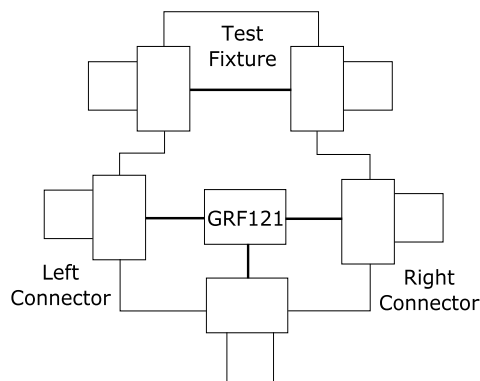 Test
Fixture
GRF121
Left
Connector
Right
Connector